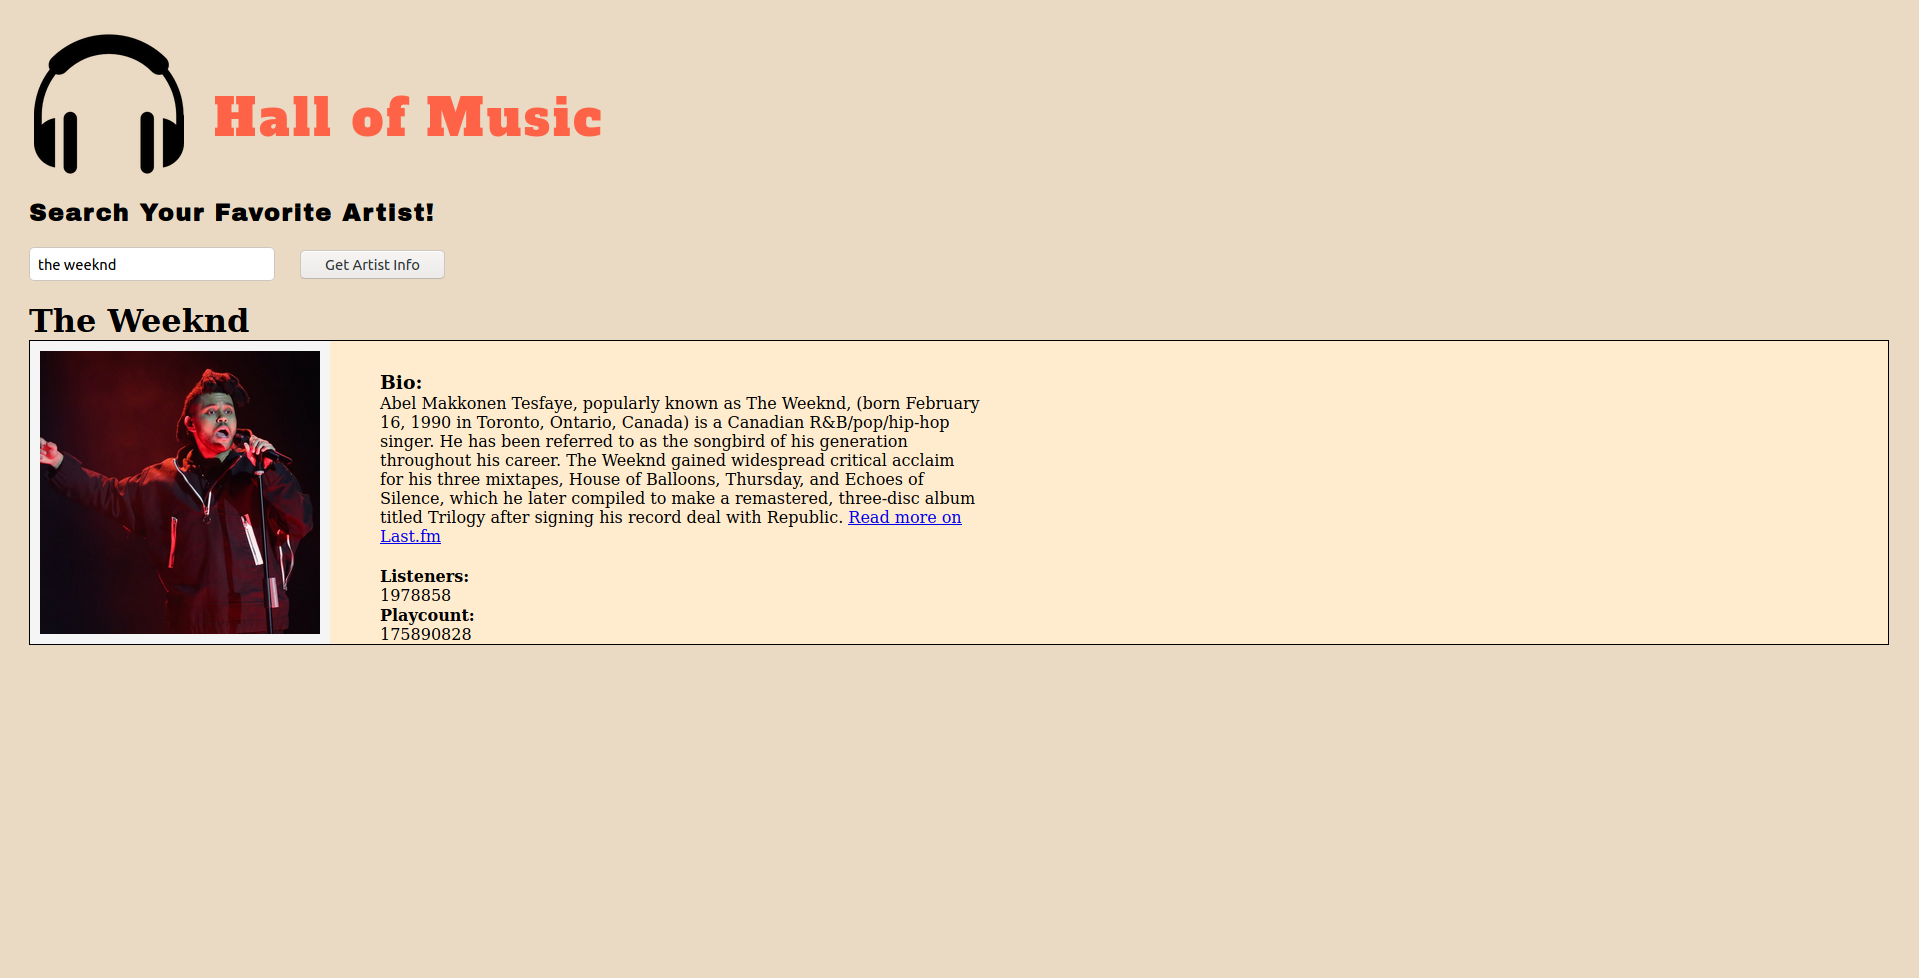 Hall of Music
Search Your Favorite Artist!
the weeknd
Get Artist Info
The Weeknd
Bio:
Abel Makkonen Tesfaye, popularly known as The Weeknd, (born February
16, 1990 in Toronto, Ontario, Canada) is a Canadian R&B/pop/hip-hop
singer. He has been referred to as the songbird of his generation
throughout his career. The Weeknd gained widespread critical acclaim
for his three mixtapes, House of Balloons, Thursday, and Echoes of
Silence, which he later compiled to make a remastered, three-disc album
titled Trilogy after signing his record deal with Republic. Read more on
Last.fm
Listeners:
1978858
Playcount:
175890828